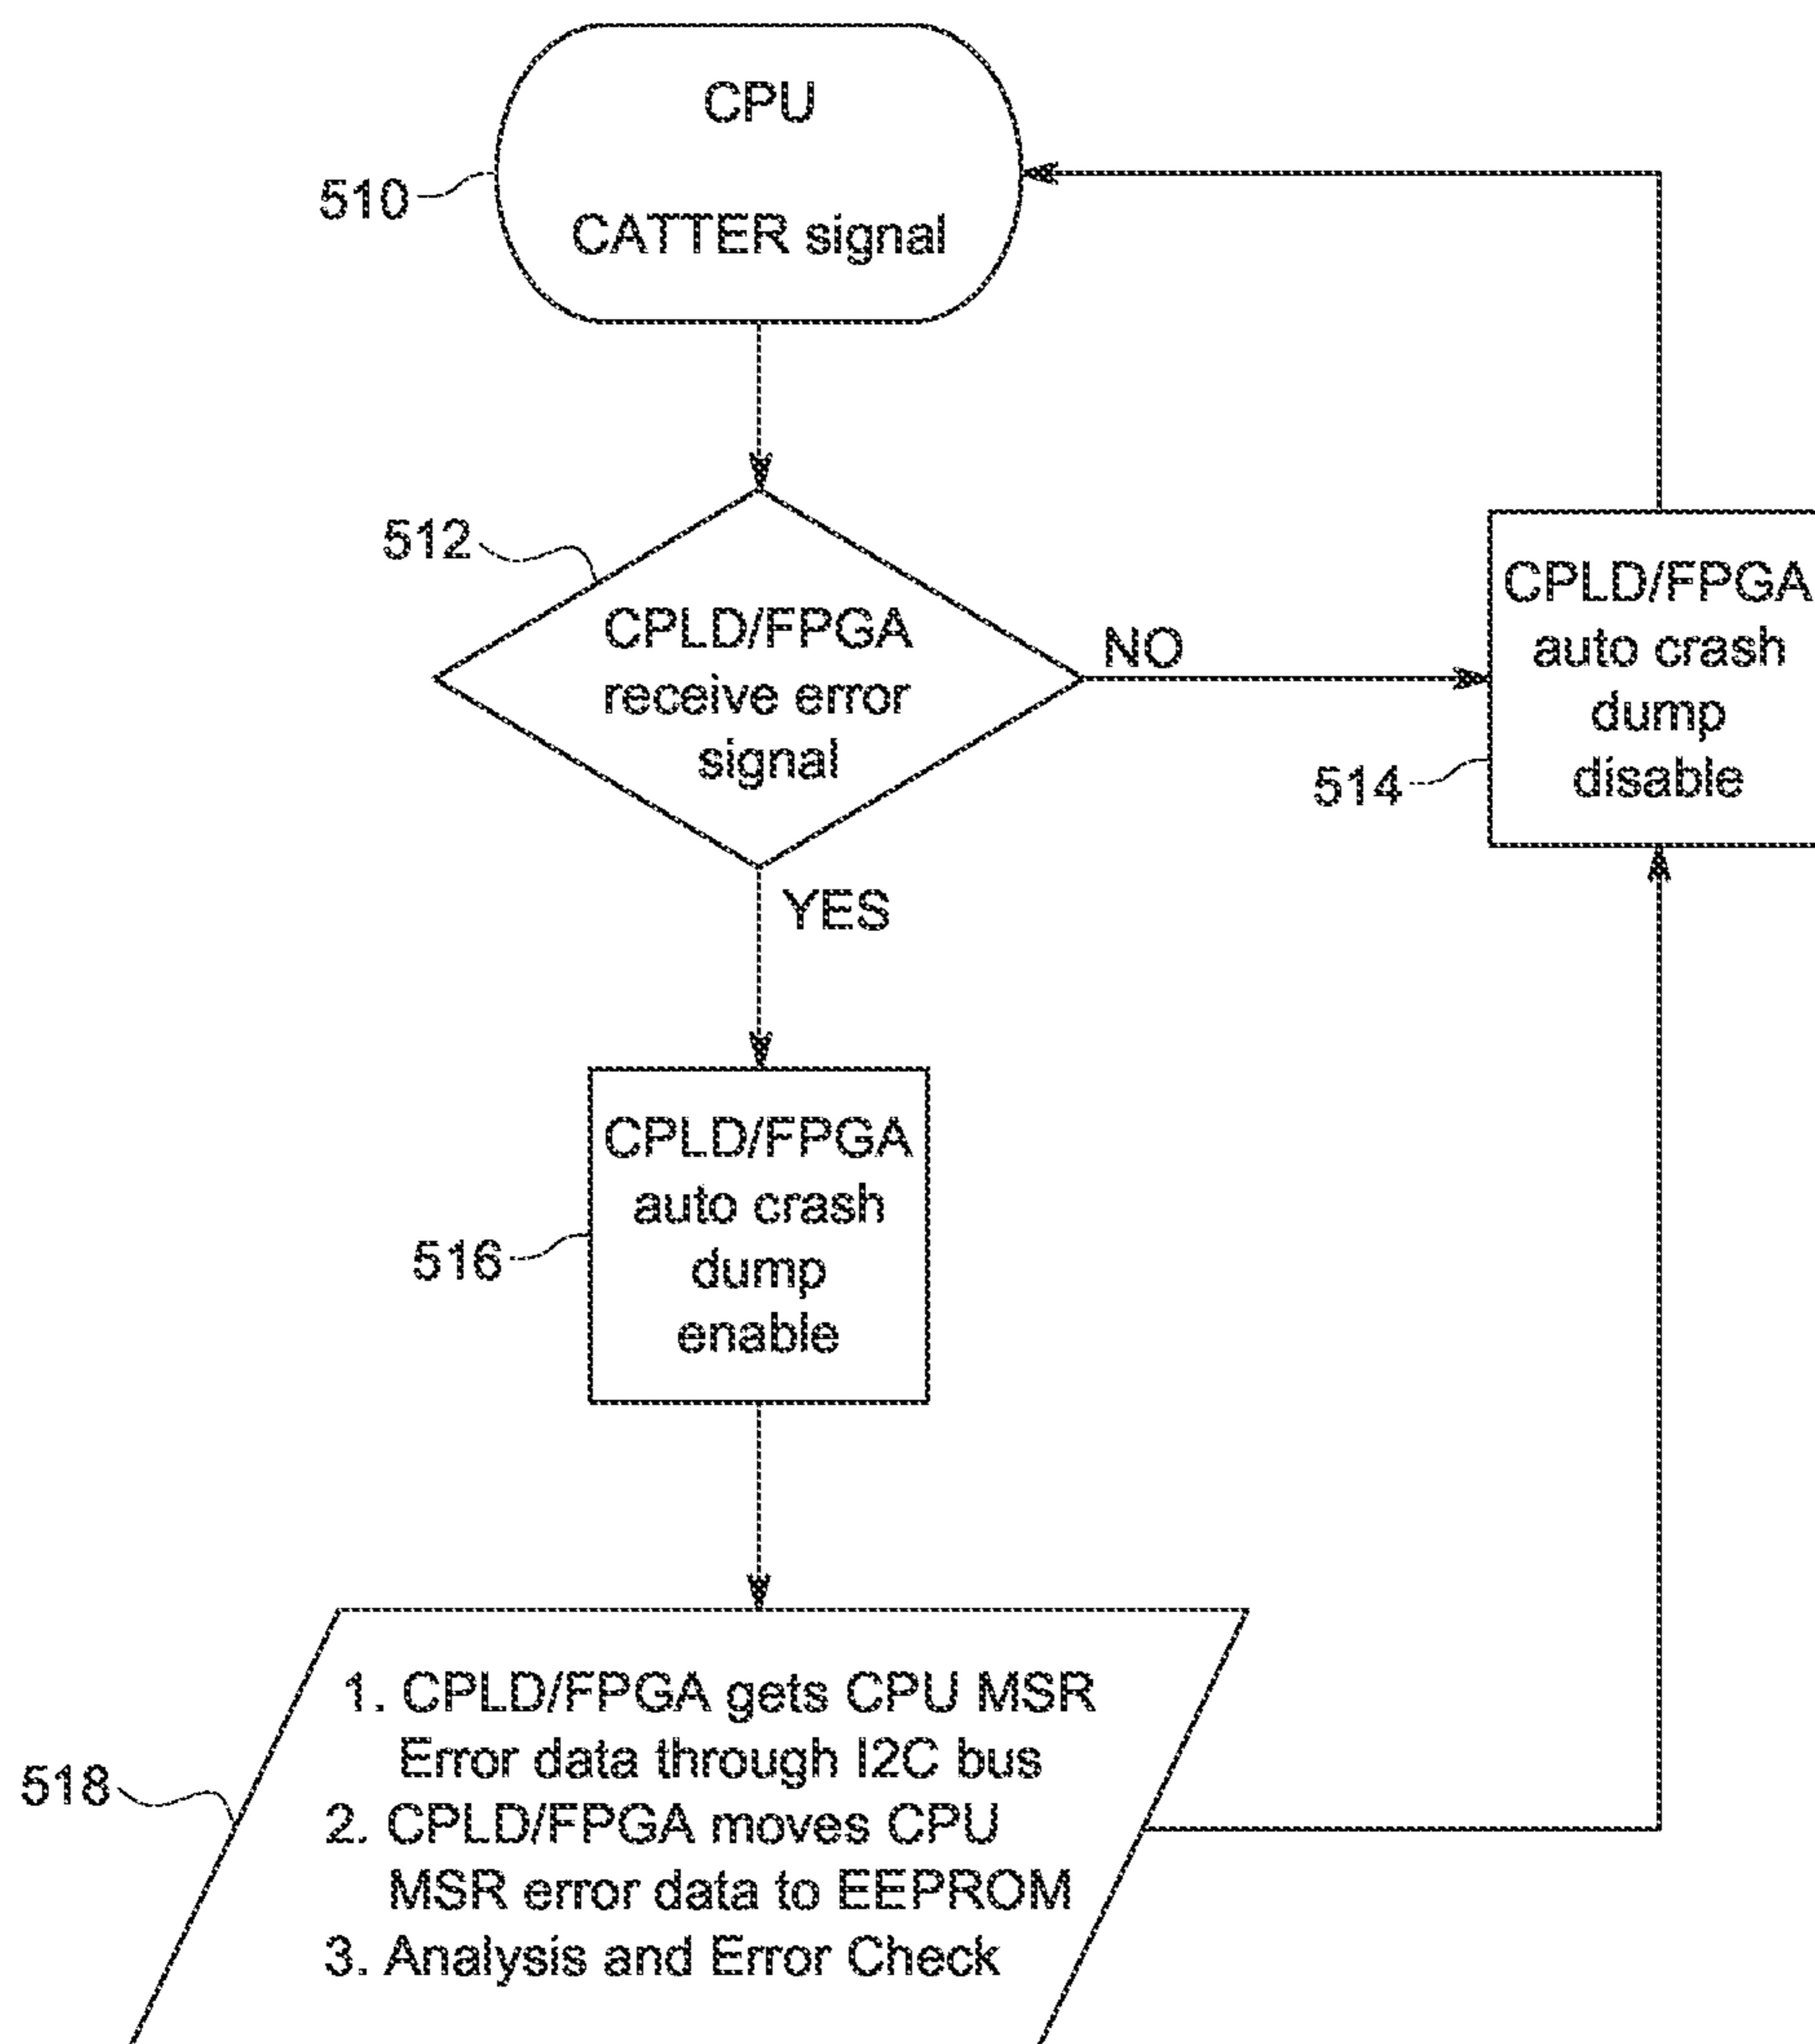 CPU
510
CATTER signal
512
CPLD/FPGA
receive error
signal
NO
CPLD/FPGA
auto crash
dump
disable
514
YES
CPLD/FPGA
auto crash
dump
enable
516
1. CPLD/FPGA gets CPU MSR
Error data through I2C bus
2. CPLD/FPGA moves CPU
MSR error data to EEPROM
3. Analysis and Error Check
518